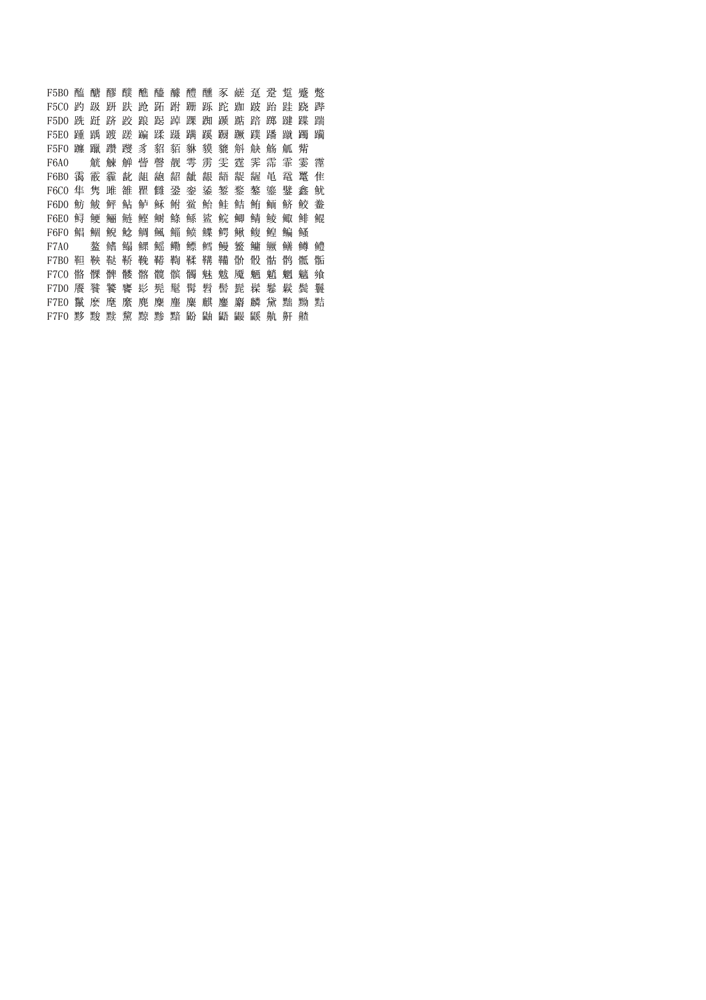 F5B0 醢 醣 醪 醭 醮 醯 醵 醴 醺 豕 鹾 趸 跫 踅 蹙 蹩
F5C0 趵 趿 趼 趺 跄 跖 跗 跚 跞 跎 跏 跛 跆 跬 跷 跸
F5D0 跣 跹 跻 跤 踉 跽 踔 踝 踟 踬 踮 踣 踯 踺 蹀 踹
F5E0 踵 踽 踱 蹉 蹁 蹂 蹑 蹒 蹊 蹰 蹶 蹼 蹯 蹴 躅 躏
F5F0 躔 躐 躜 躞 豸 貂 貊 貅 貘 貔 斛 觖 觞 觚 觜
F6A0 觥 觫 觯 訾 謦 靓 雩 雳 雯 霆 霁 霈 霏 霎 霪
F6B0 霭 霰 霾 龀 龃 龅 龆 龇 龈 龉 龊 龌 黾 鼋 鼍 隹
F6C0 隼 隽 雎 雒 瞿 雠 銎 銮 鋈 錾 鍪 鏊 鎏 鐾 鑫 鱿
F6D0 鲂 鲅 鲆 鲇 鲈 稣 鲋 鲎 鲐 鲑 鲒 鲔 鲕 鲚 鲛 鲞
F6E0 鲟 鲠 鲡 鲢 鲣 鲥 鲦 鲧 鲨 鲩 鲫 鲭 鲮 鲰 鲱 鲲
F6F0 鲳 鲴 鲵 鲶 鲷 鲺 鲻 鲼 鲽 鳄 鳅 鳆 鳇 鳊 鳋
F7A0 鳌 鳍 鳎 鳏 鳐 鳓 鳔 鳕 鳗 鳘 鳙 鳜 鳝 鳟 鳢
F7B0 靼 鞅 鞑 鞒 鞔 鞯 鞫 鞣 鞲 鞴 骱 骰 骷 鹘 骶 骺
F7C0 骼 髁 髀 髅 髂 髋 髌 髑 魅 魃 魇 魉 魈 魍 魑 飨
F7D0 餍 餮 饕 饔 髟 髡 髦 髯 髫 髻 髭 髹 鬈 鬏 鬓 鬟
F7E0 鬣 麽 麾 縻 麂 麇 麈 麋 麒 鏖 麝 麟 黛 黜 黝 黠
F7F0 黟 黢 黩 黧 黥 黪 黯 鼢 鼬 鼯 鼹 鼷 鼽 鼾 齄